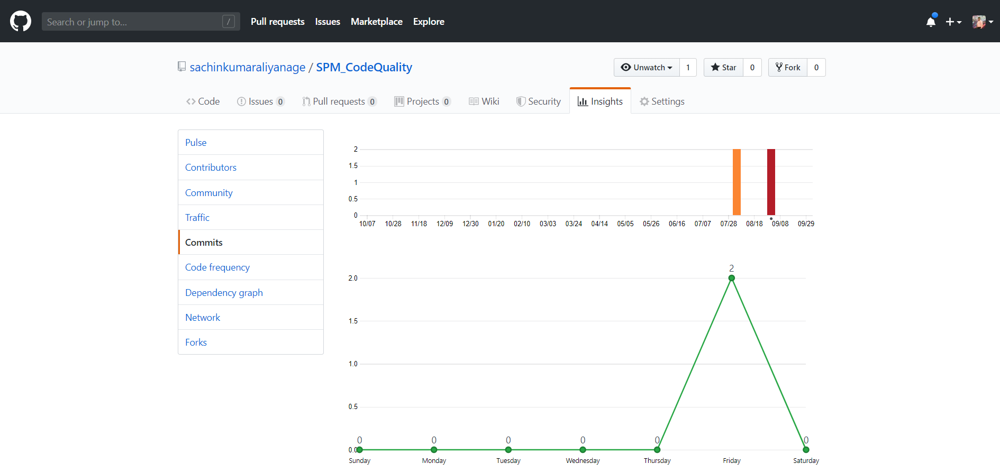 Search or jump to... /
Pull requests Issues Marketplace Explore
sachinkumaraliyanage / SPM_CodeQuality
Unwatch 1 Star 0 Fork 0
Code Issues 0 Pull requests 0 Projects 0 Wiki Security Insights Settings
Pulse
Contributors
Community
Traffic
Commits
Code frequency
Dependency graph
Network
Forks
2
1.5
1
0.5
0
10/07 10/28 11/18 12/09 12/30 01/20 02/10 03/03 03/24 04/14 05/05 05/26 06/16 07/07 07/28 08/18 09/08 09/29
2
2.0
1.5
1.0
0.5
0 0 0 0 0 0
0.0
Sunday Monday Tuesday Wednesday Thursday Friday Saturday